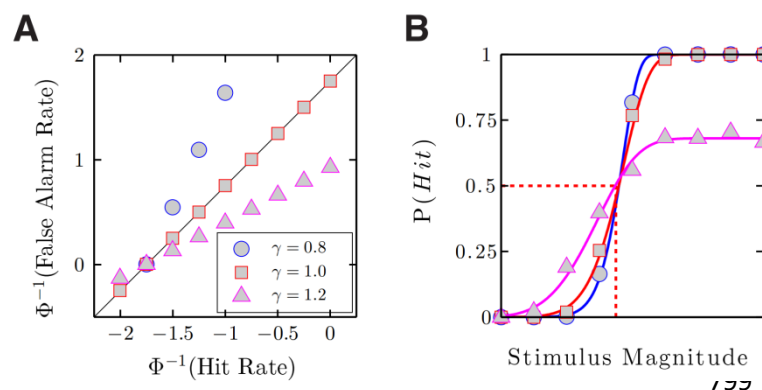 A
B
2
1
0
−2
−1.5
−1
−0.5
0
Φ⁻¹(False Alarm Rate)
Φ⁻¹(Hit Rate)
γ = 0.8
γ = 1.0
γ = 1.2
1
0.75
0.5
0.25
0
P(Hit)
Stimulus Magnitude